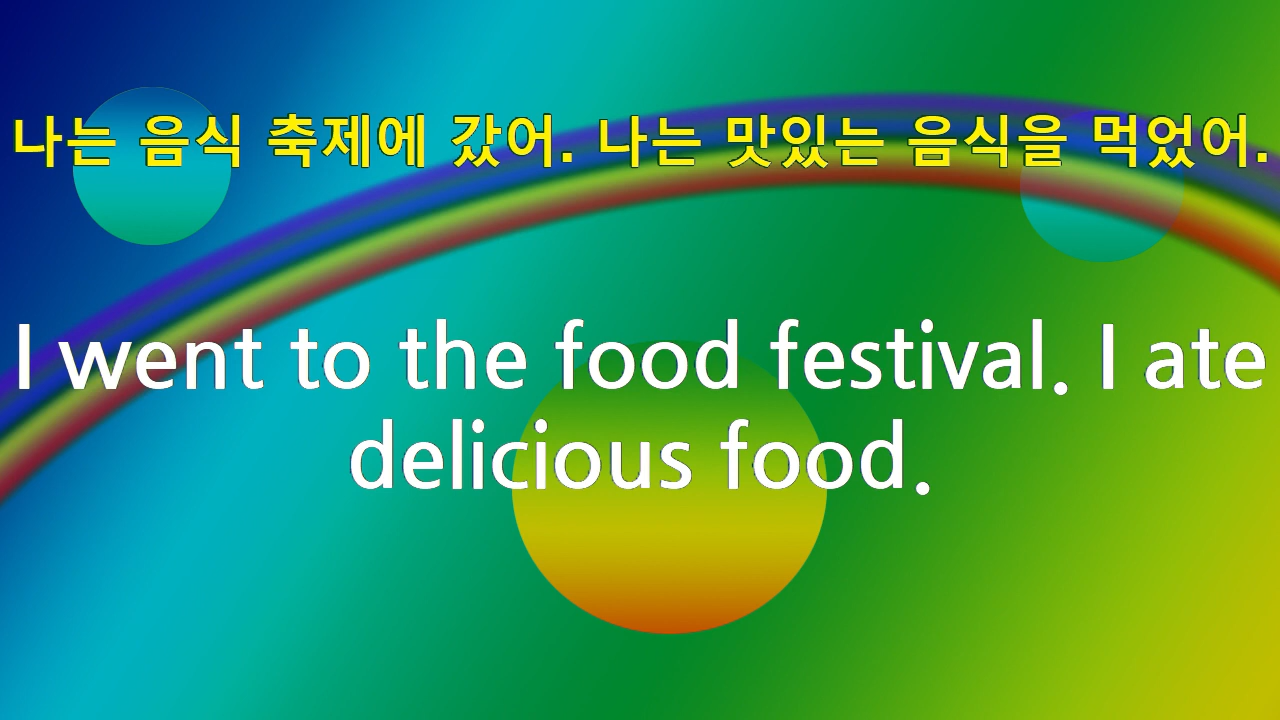 나는 음식 축제에 갔어. 나는 맛있는 음식을 먹었어.
I went to the food festival. I ate
delicious food.